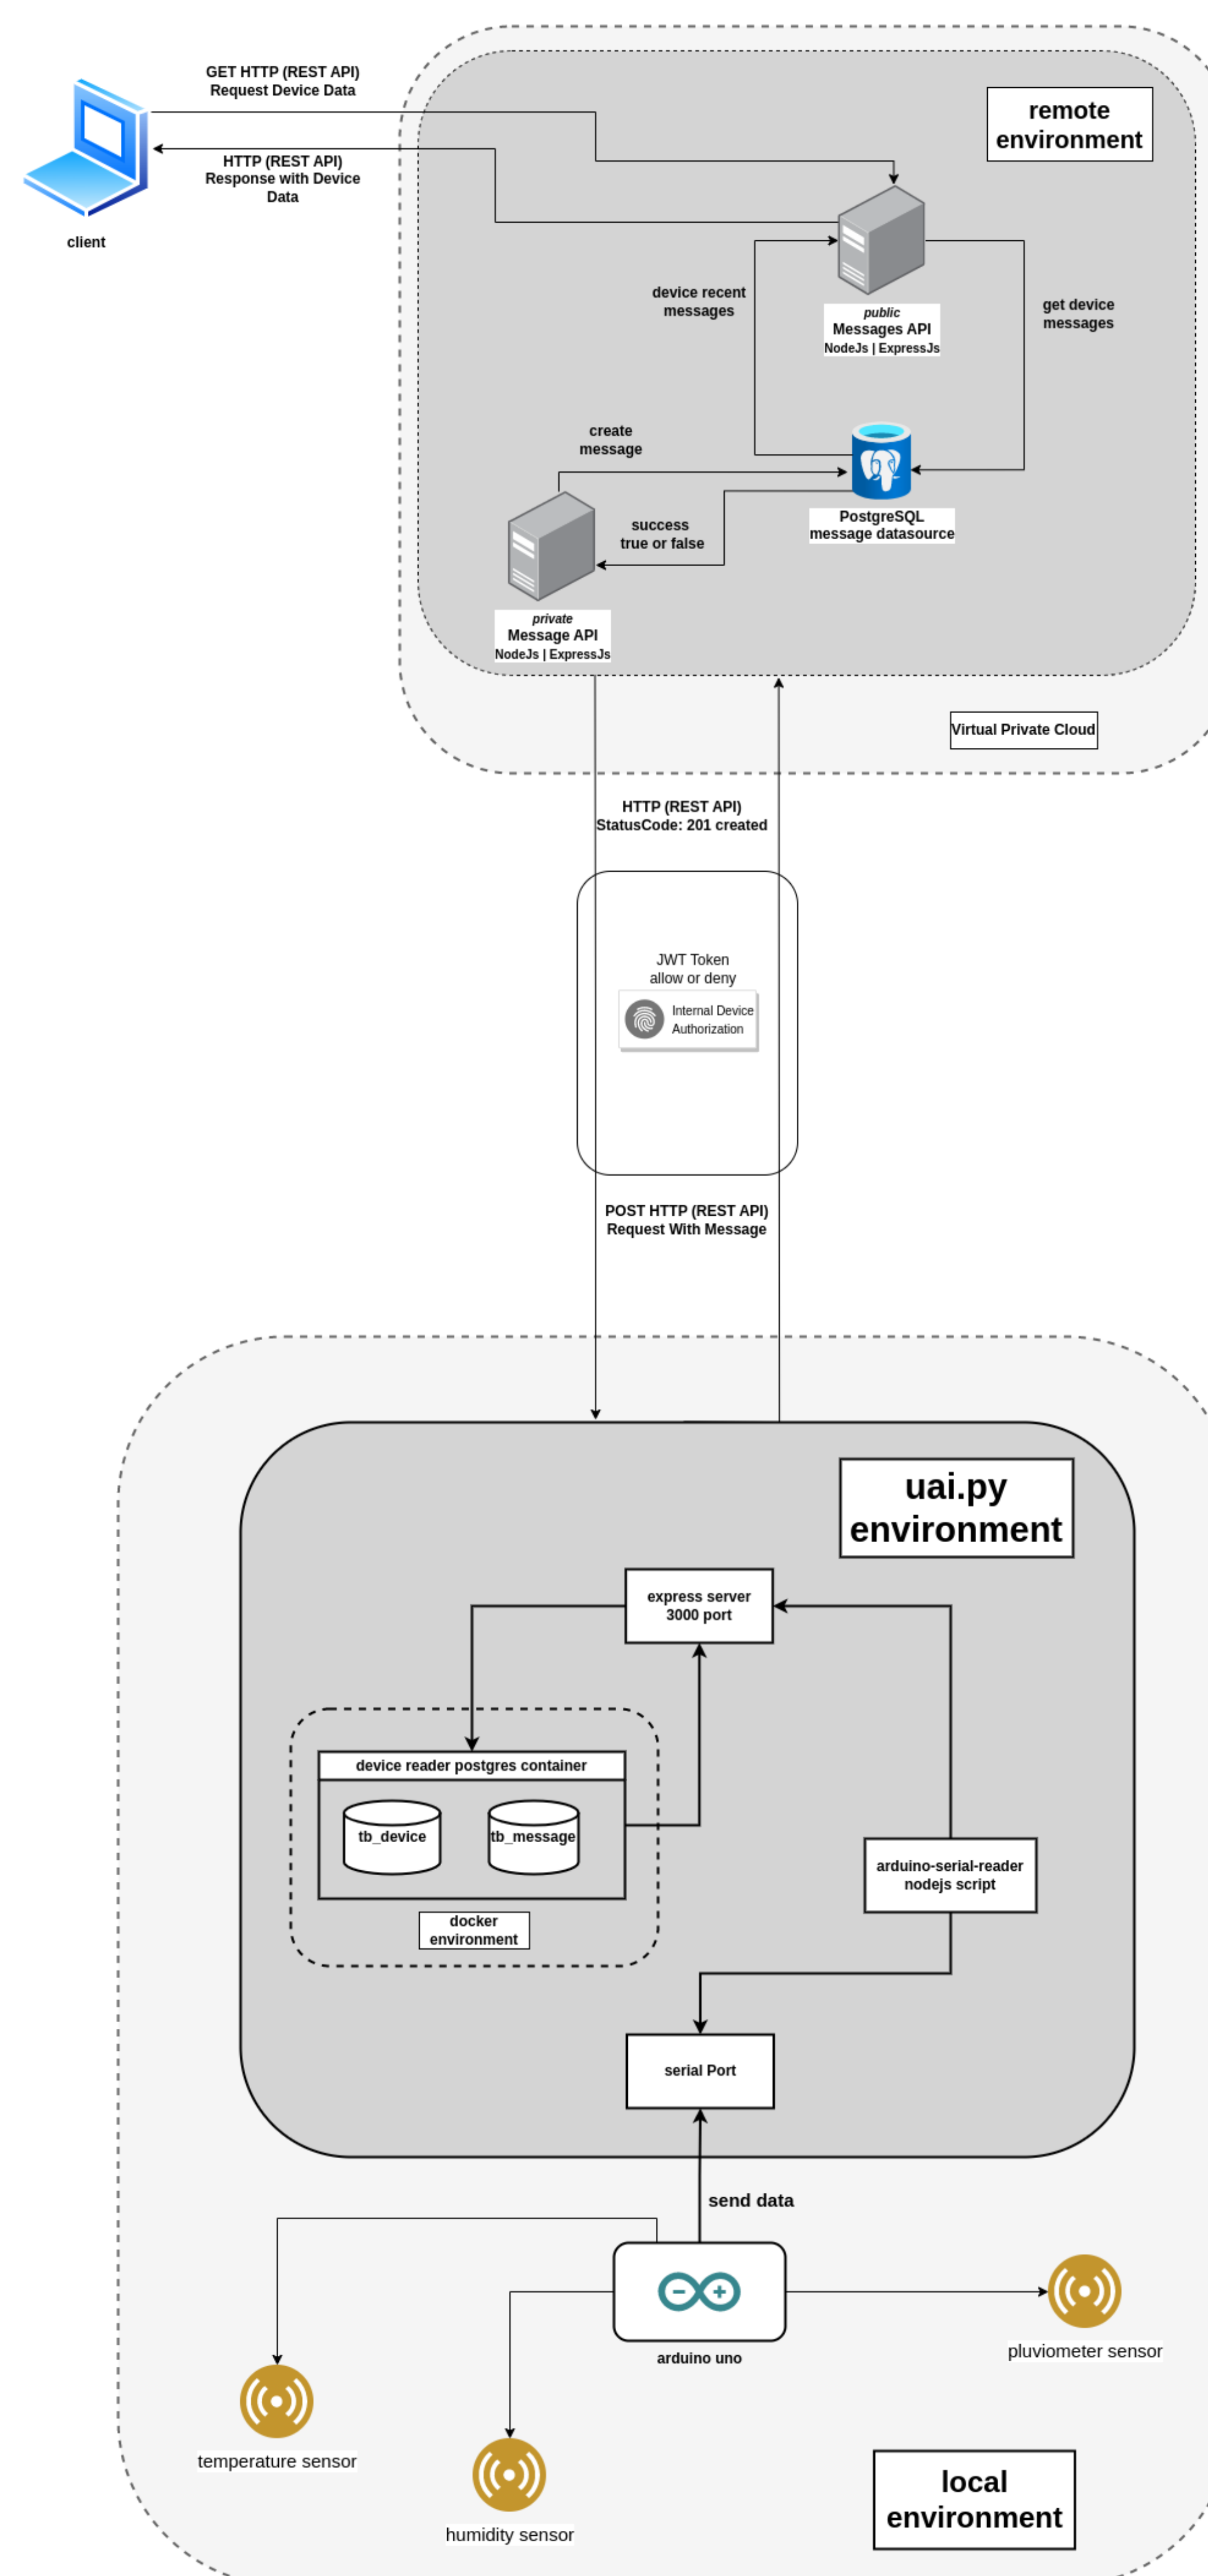 GET HTTP (REST API)
Request Device Data
HTTP (REST API)
Response with Device
Data
client
remote
environment
public
Messages API
NodeJs | ExpressJs
device recent
messages
get device
messages
create
message
PostgreSQL
message datasource
success
true or false
private
Message API
NodeJs | ExpressJs
Virtual Private Cloud
HTTP (REST API)
StatusCode: 201 created
JWT Token
allow or deny
Internal Device
Authorization
POST HTTP (REST API)
Request With Message
uai.py
environment
express server
3000 port
device reader postgres container
tb_device
tb_message
docker
environment
arduino-serial-reader
nodejs script
serial Port
send data
arduino uno
pluviometer sensor
temperature sensor
humidity sensor
local
environment